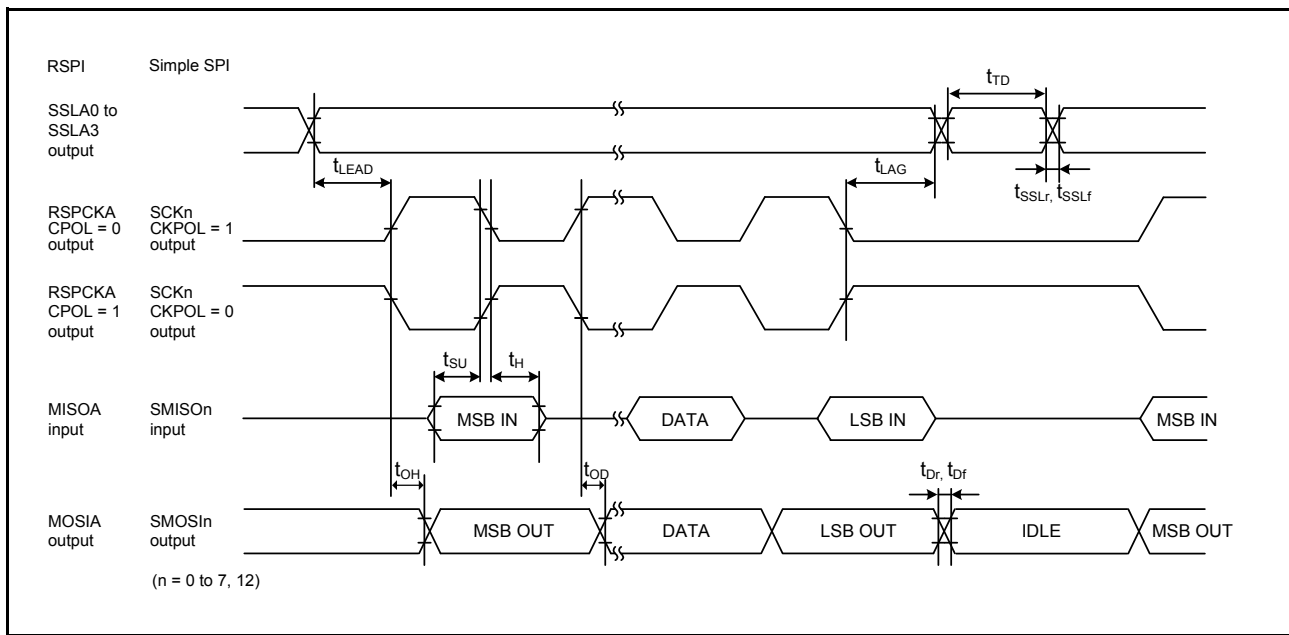 RSPI Simple SPI
SSLA0 to
SSLA3
output
tTD
tLEAD
tLAG
tSSLr, tSSLf
RSPCKA SCKn
CPOL = 0 CKPOL = 1
output output
RSPCKA SCKn
CPOL = 1 CKPOL = 0
output output
tSU tH
MISOA SMISOn
input input
MSB IN DATA LSB IN MSB IN
tOH tOD tDr, tDf
MOSIA SMOSIn
output output
MSB OUT DATA LSB OUT IDLE MSB OUT
(n = 0 to 7, 12)